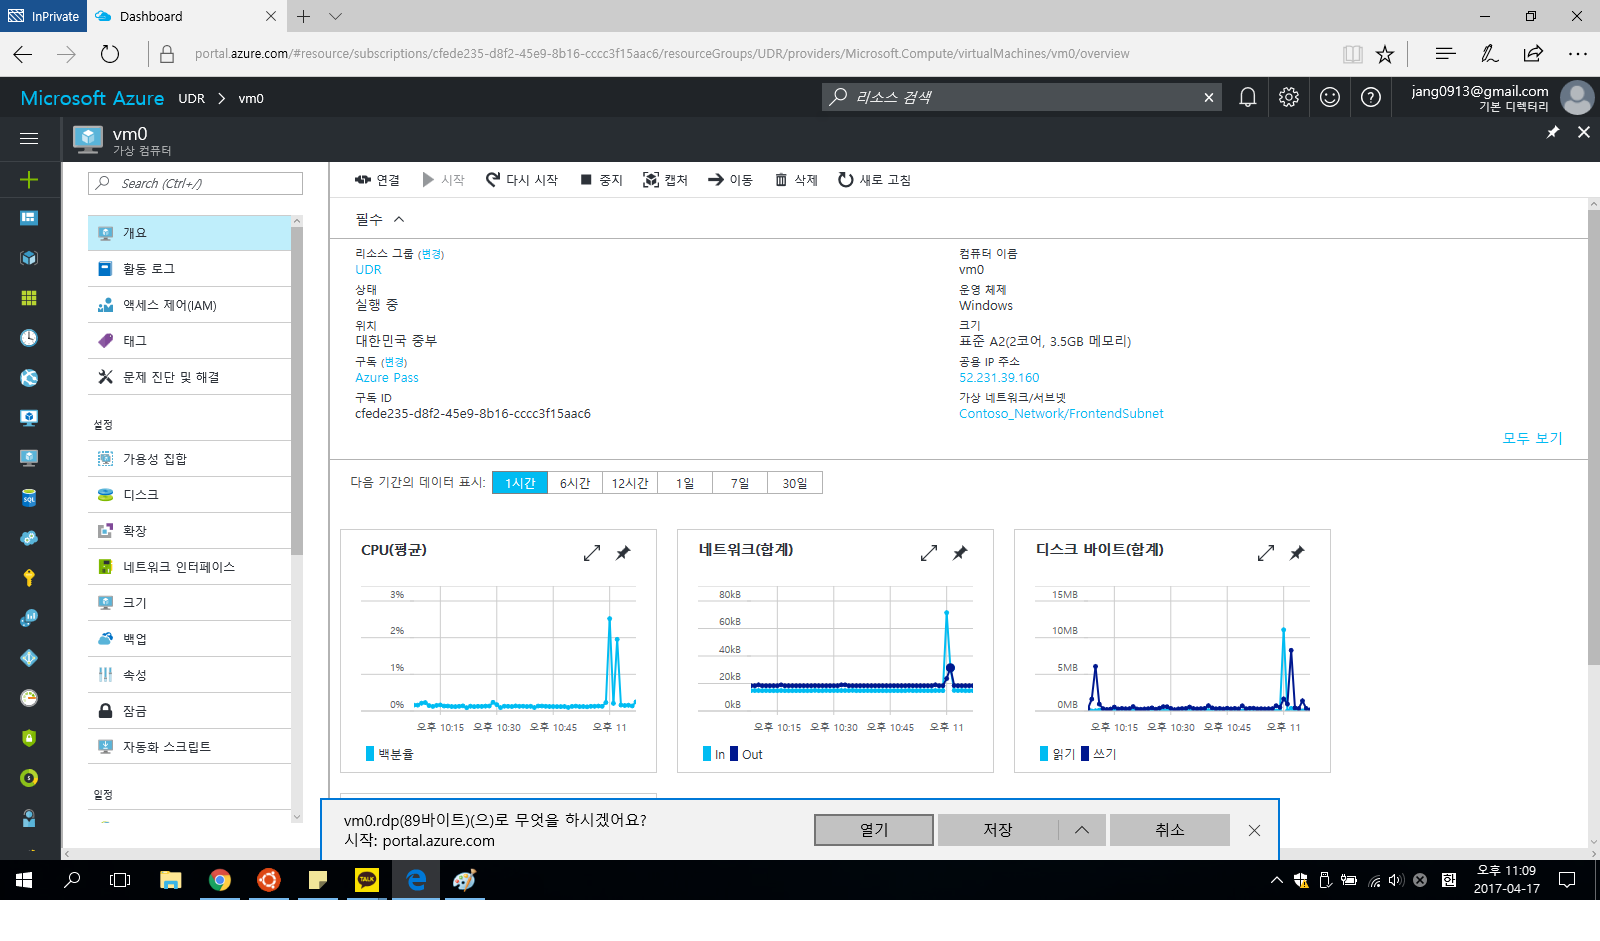 InPrivate
Dashboard
portal.azure.com/#resource/subscriptions/cfede235-d8f2-45e9-8b16-cccc3f15aac6/resourceGroups/UDR/providers/Microsoft.Compute/virtualMachines/vm0/overview
Microsoft Azure UDR vm0
리소스 검색
jang0913@gmail.com
기본 디렉터리
vm0
가상 컴퓨터
Search (Ctrl+/)
개요
활동 로그
액세스 제어(IAM)
태그
문제 진단 및 해결
설정
가용성 집합
디스크
확장
네트워크 인터페이스
크기
백업
속성
잠금
자동화 스크립트
일정
연결 시작 다시 시작 중지 캡처 이동 삭제 새로 고침
필수
리소스 그룹 (변경)
UDR
상태
실행 중
위치
대한민국 중부
구독 (변경)
Azure Pass
구독 ID
cfede235-d8f2-45e9-8b16-cccc3f15aac6
컴퓨터 이름
vm0
운영 체제
Windows
크기
표준 A2(2코어, 3.5GB 메모리)
공용 IP 주소
52.231.39.160
가상 네트워크/서브넷
Contoso_Network/FrontendSubnet
모두 보기
다음 기간의 데이터 표시: 1시간 6시간 12시간 1일 7일 30일
CPU(평균)
3%
2%
1%
0%
오후 10:15 오후 10:30 오후 10:45 오후 11
백분율
네트워크(합계)
80kB
60kB
40kB
20kB
0kB
오후 10:15 오후 10:30 오후 10:45 오후 11
In Out
디스크 바이트(합계)
15MB
10MB
5MB
0MB
오후 10:15 오후 10:30 오후 10:45 오후 11
읽기 쓰기
vm0.rdp(89바이트)(으)로 무엇을 하시겠어요?
시작: portal.azure.com
열기 저장 취소
SQL
TALK
한
오후 11:09
2017-04-17